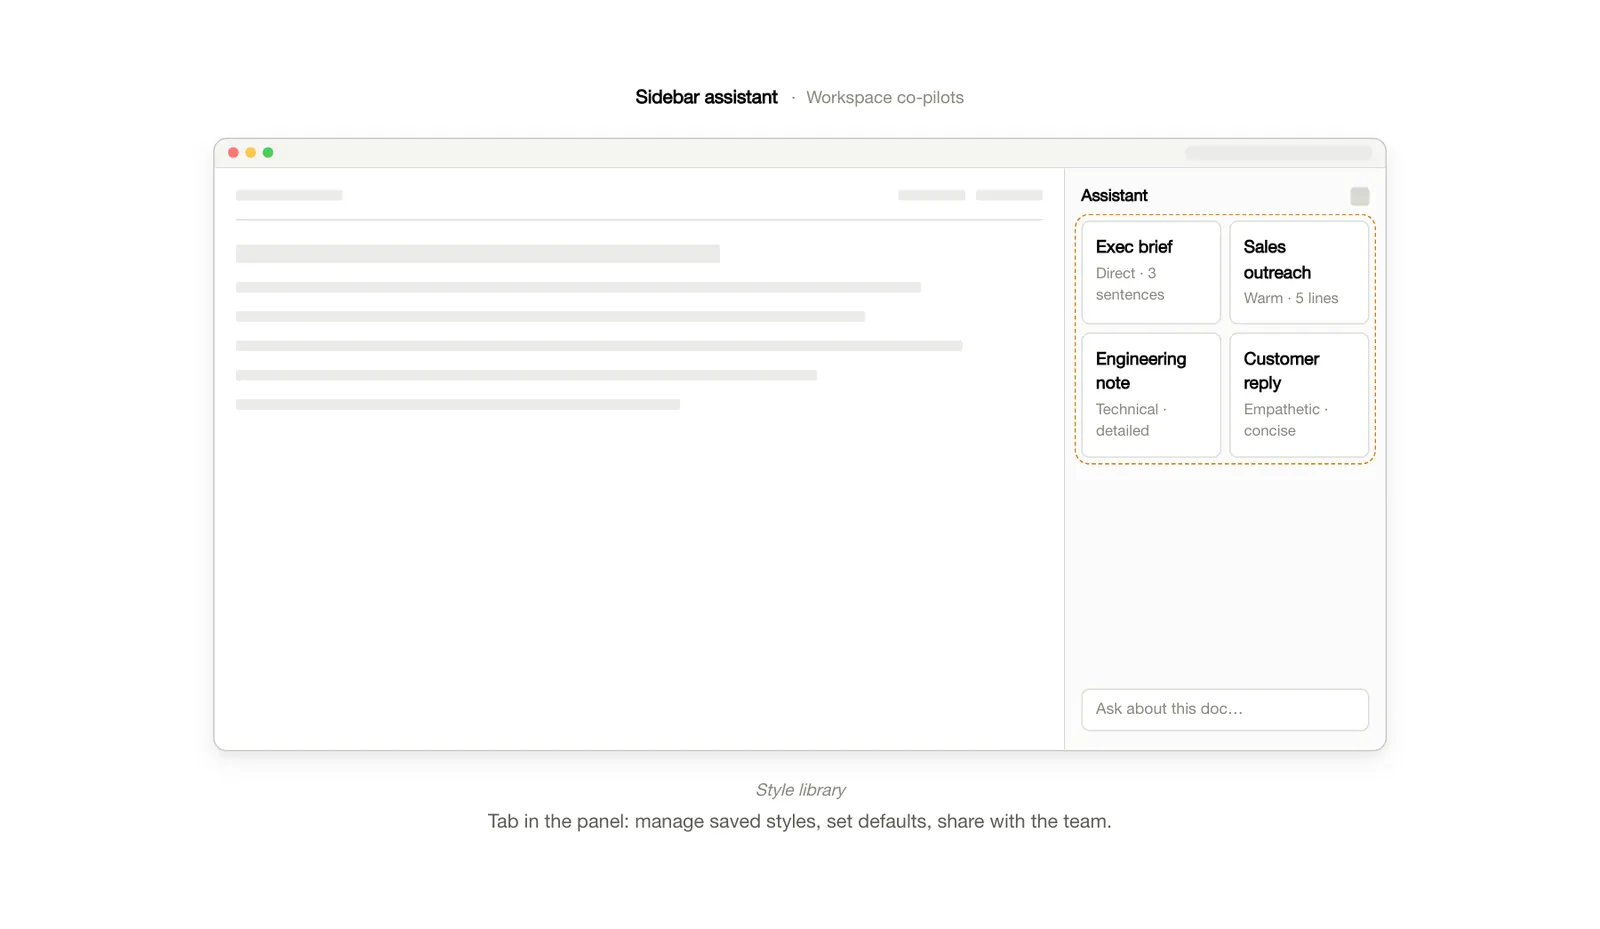 Sidebar assistant · Workspace co-pilots
Assistant
Exec brief
Direct · 3
sentences
Sales
outreach
Warm · 5 lines
Engineering
note
Technical ·
detailed
Customer
reply
Empathetic ·
concise
Ask about this doc…
Style library
Tab in the panel: manage saved styles, set defaults, share with the team.